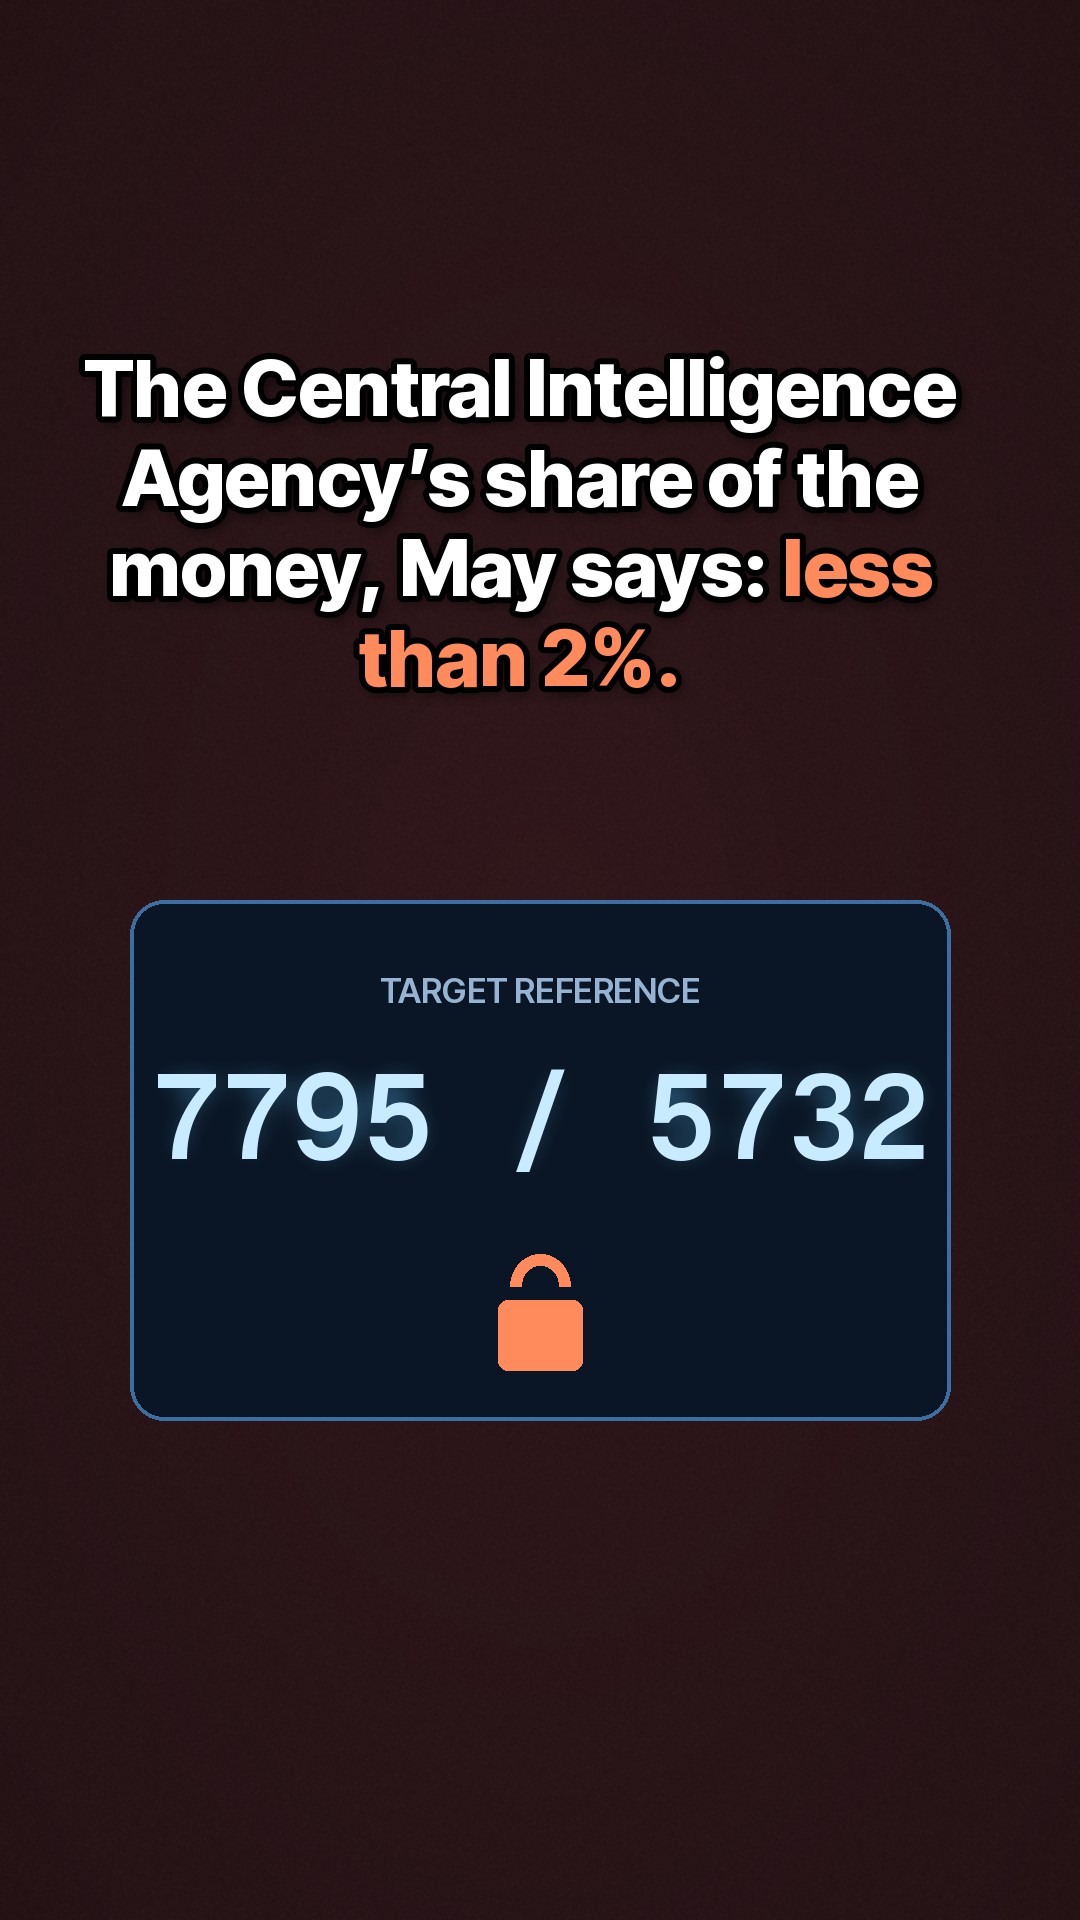 The Central Intelligence
Agency’s share of the
money, May says: less
than 2%.
TARGET REFERENCE
7795 / 5732